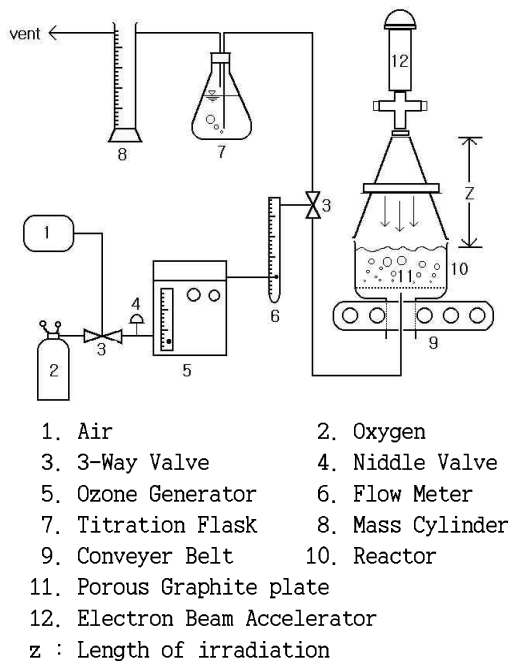 vent
12
8
7
3
Z
1
6
11
10
4
2
3
5
9
1. Air
2. Oxygen
3. 3-Way Valve
4. Niddle Valve
5. Ozone Generator
6. Flow Meter
7. Titration Flask
8. Mass Cylinder
9. Conveyer Belt
10. Reactor
11. Porous Graphite plate
12. Electron Beam Accelerator
z : Length of irradiation